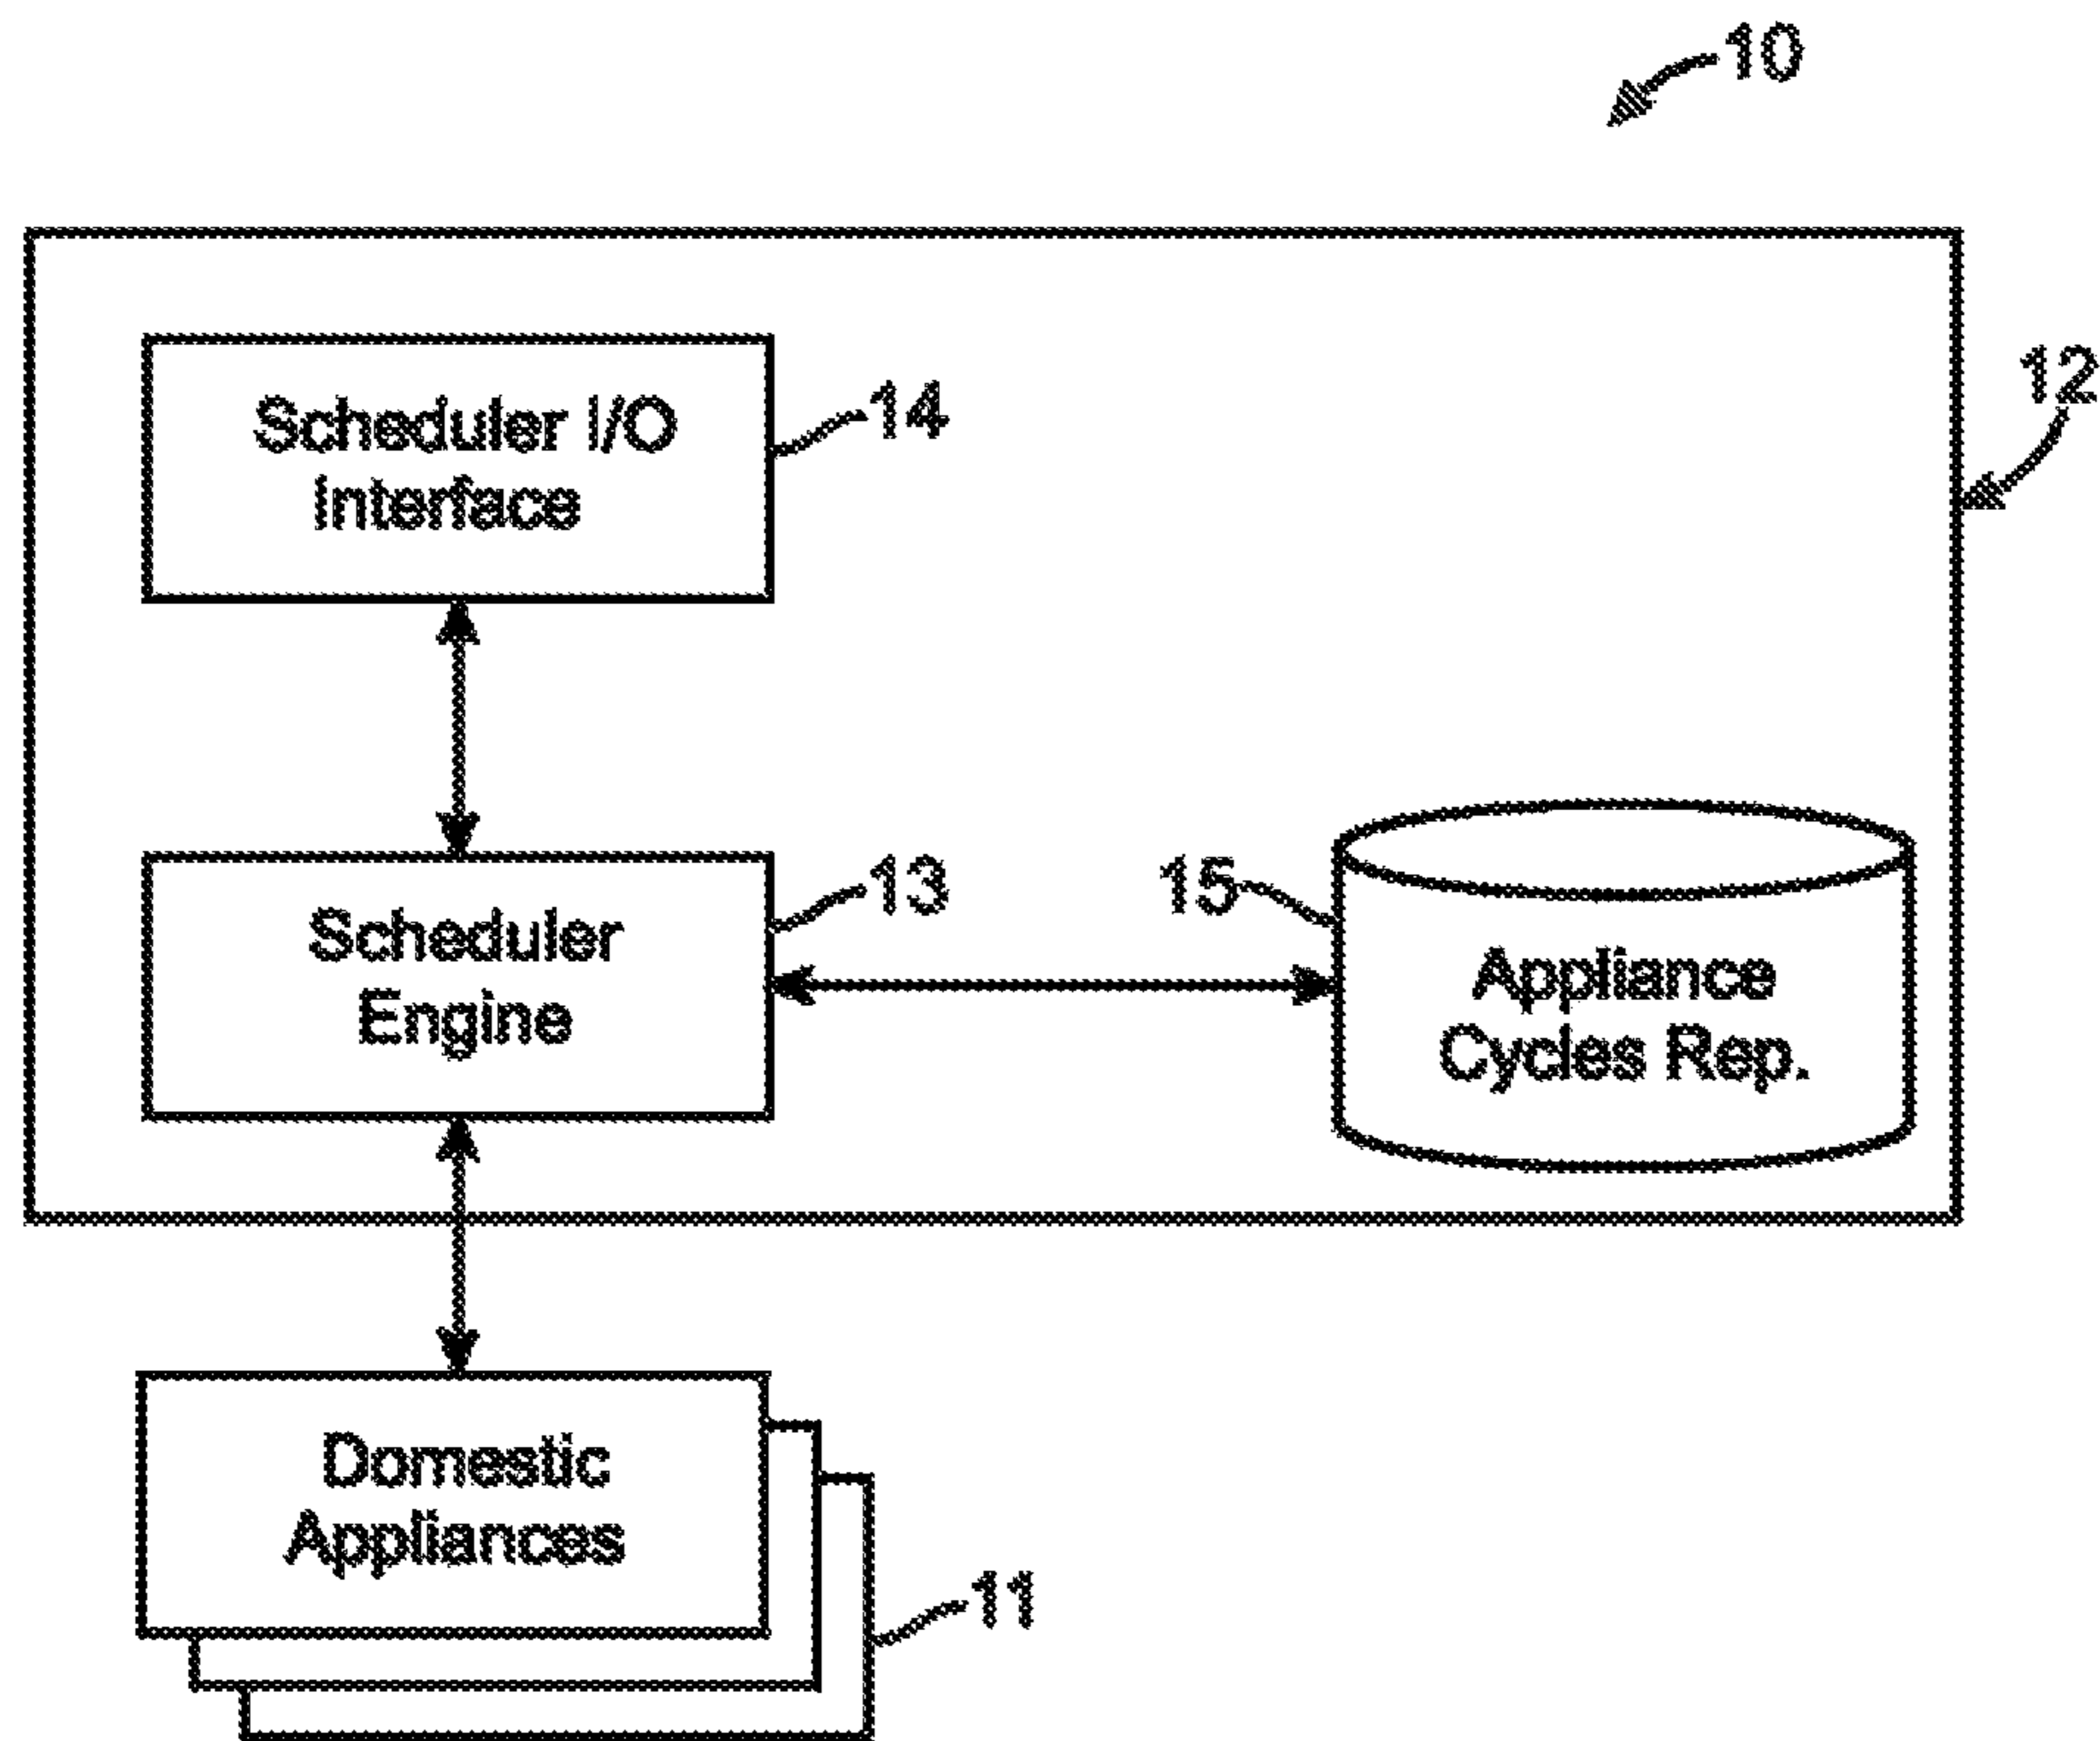 10
12
Scheduler I/O
Interface
14
Scheduler
Engine
13
15
Appliance
Cycles Rep.
Domestic
Appliances
11